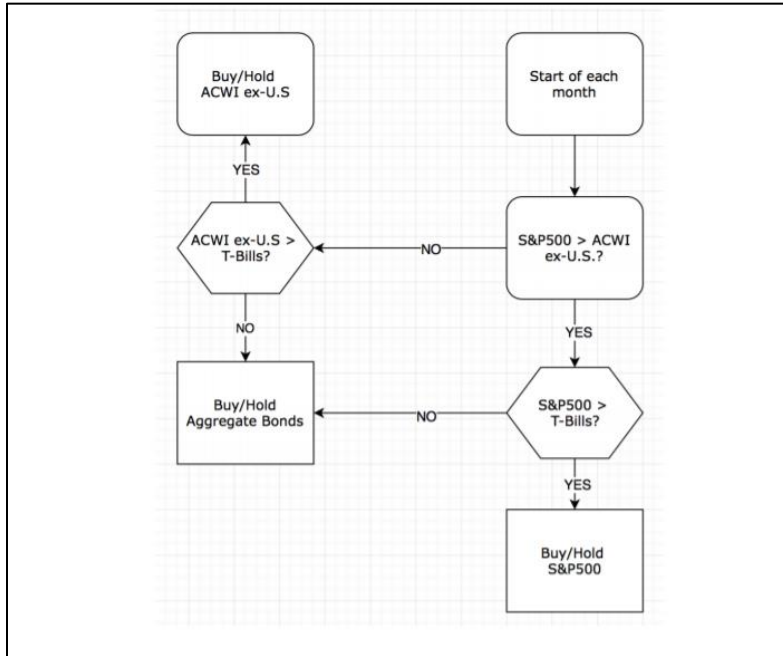 Buy/Hold
ACWI ex-U.S
Start of each
month
YES
ACWI ex-U.S >
T-Bills?
NO
S&P500 > ACWI
ex-U.S.?
NO
YES
Buy/Hold
Aggregate Bonds
NO
S&P500 >
T-Bills?
YES
Buy/Hold
S&P500